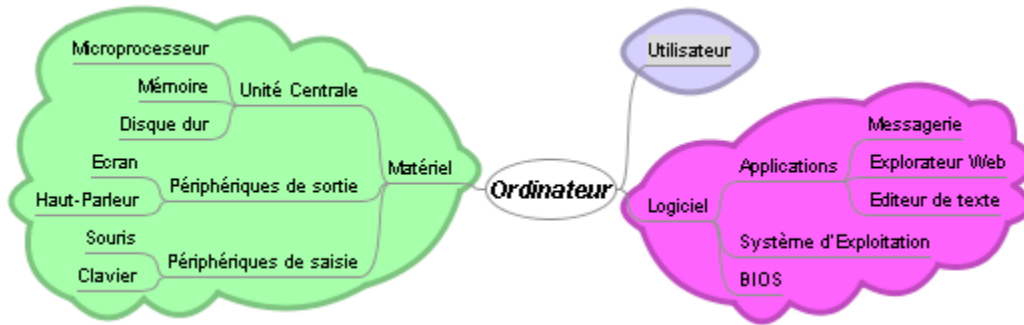 Microprocesseur
Mémoire
Disque dur
Unité Centrale
Ecran
Haut-Parleur
Périphériques de sortie
Souris
Clavier
Périphériques de saisie
Matériel
Ordinateur
Utilisateur
Logiciel
Applications
Messagerie
Explorateur Web
Editeur de texte
Système d'Exploitation
BIOS